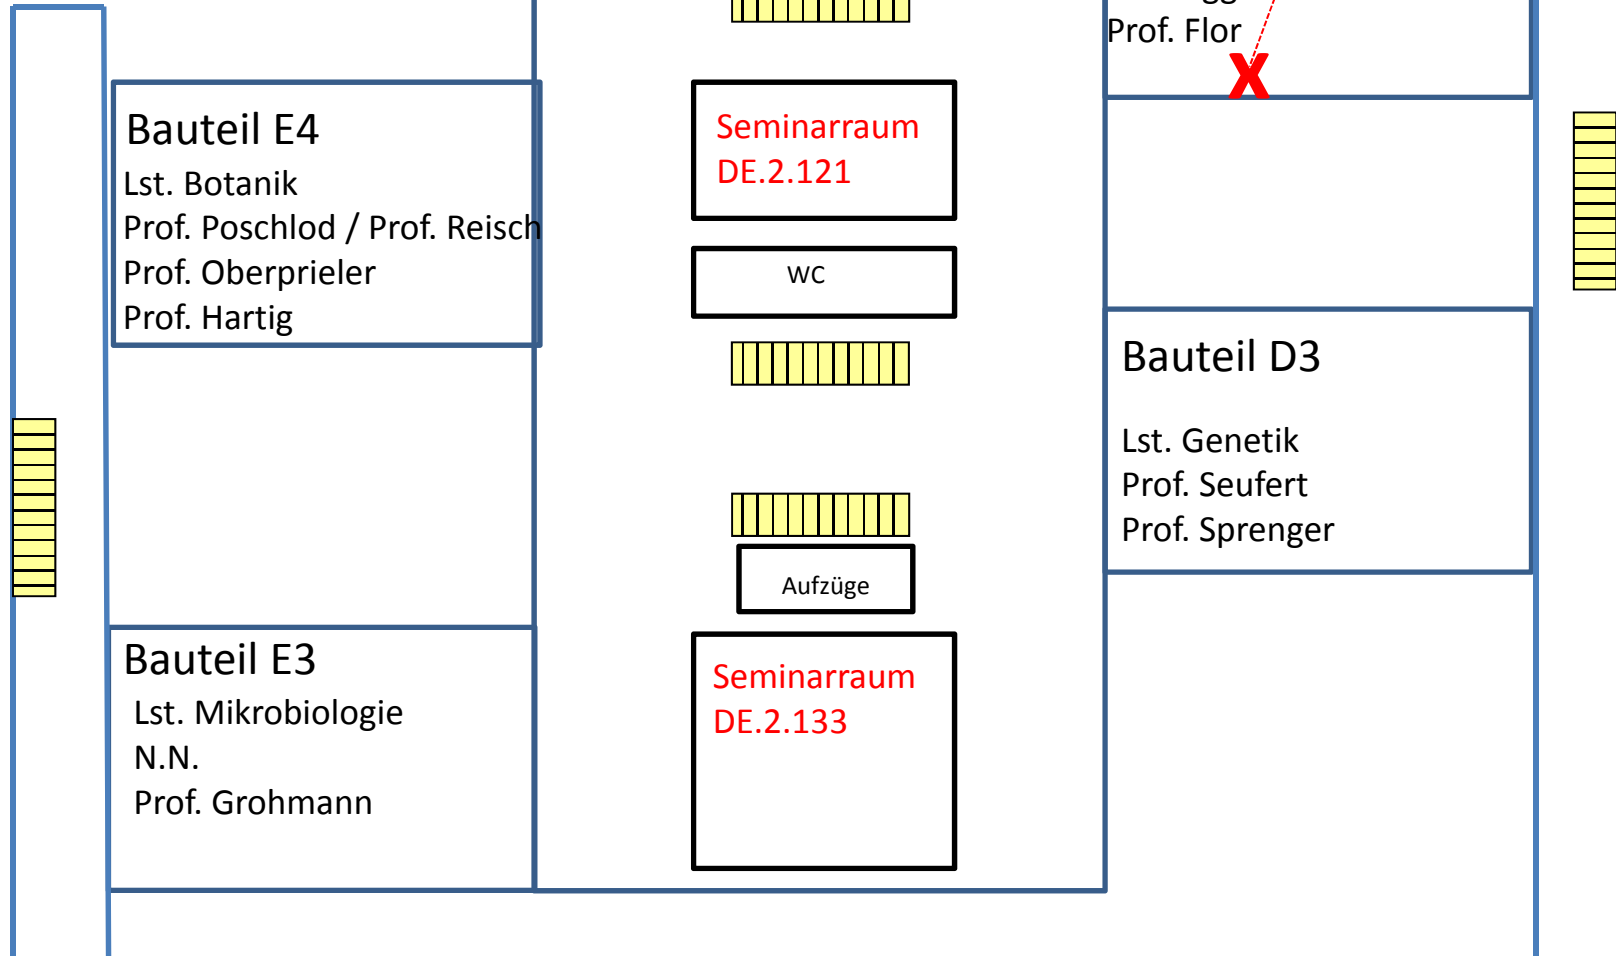 Prof. Flor
X
Bauteil E4
Lst. Botanik
Prof. Poschlod / Prof. Reisch
Prof. Oberprieler
Prof. Hartig
Seminarraum
DE.2.121
WC
Bauteil D3
Lst. Genetik
Prof. Seufert
Prof. Sprenger
Aufzüge
Bauteil E3
Lst. Mikrobiologie
N.N.
Prof. Grohmann
Seminarraum
DE.2.133